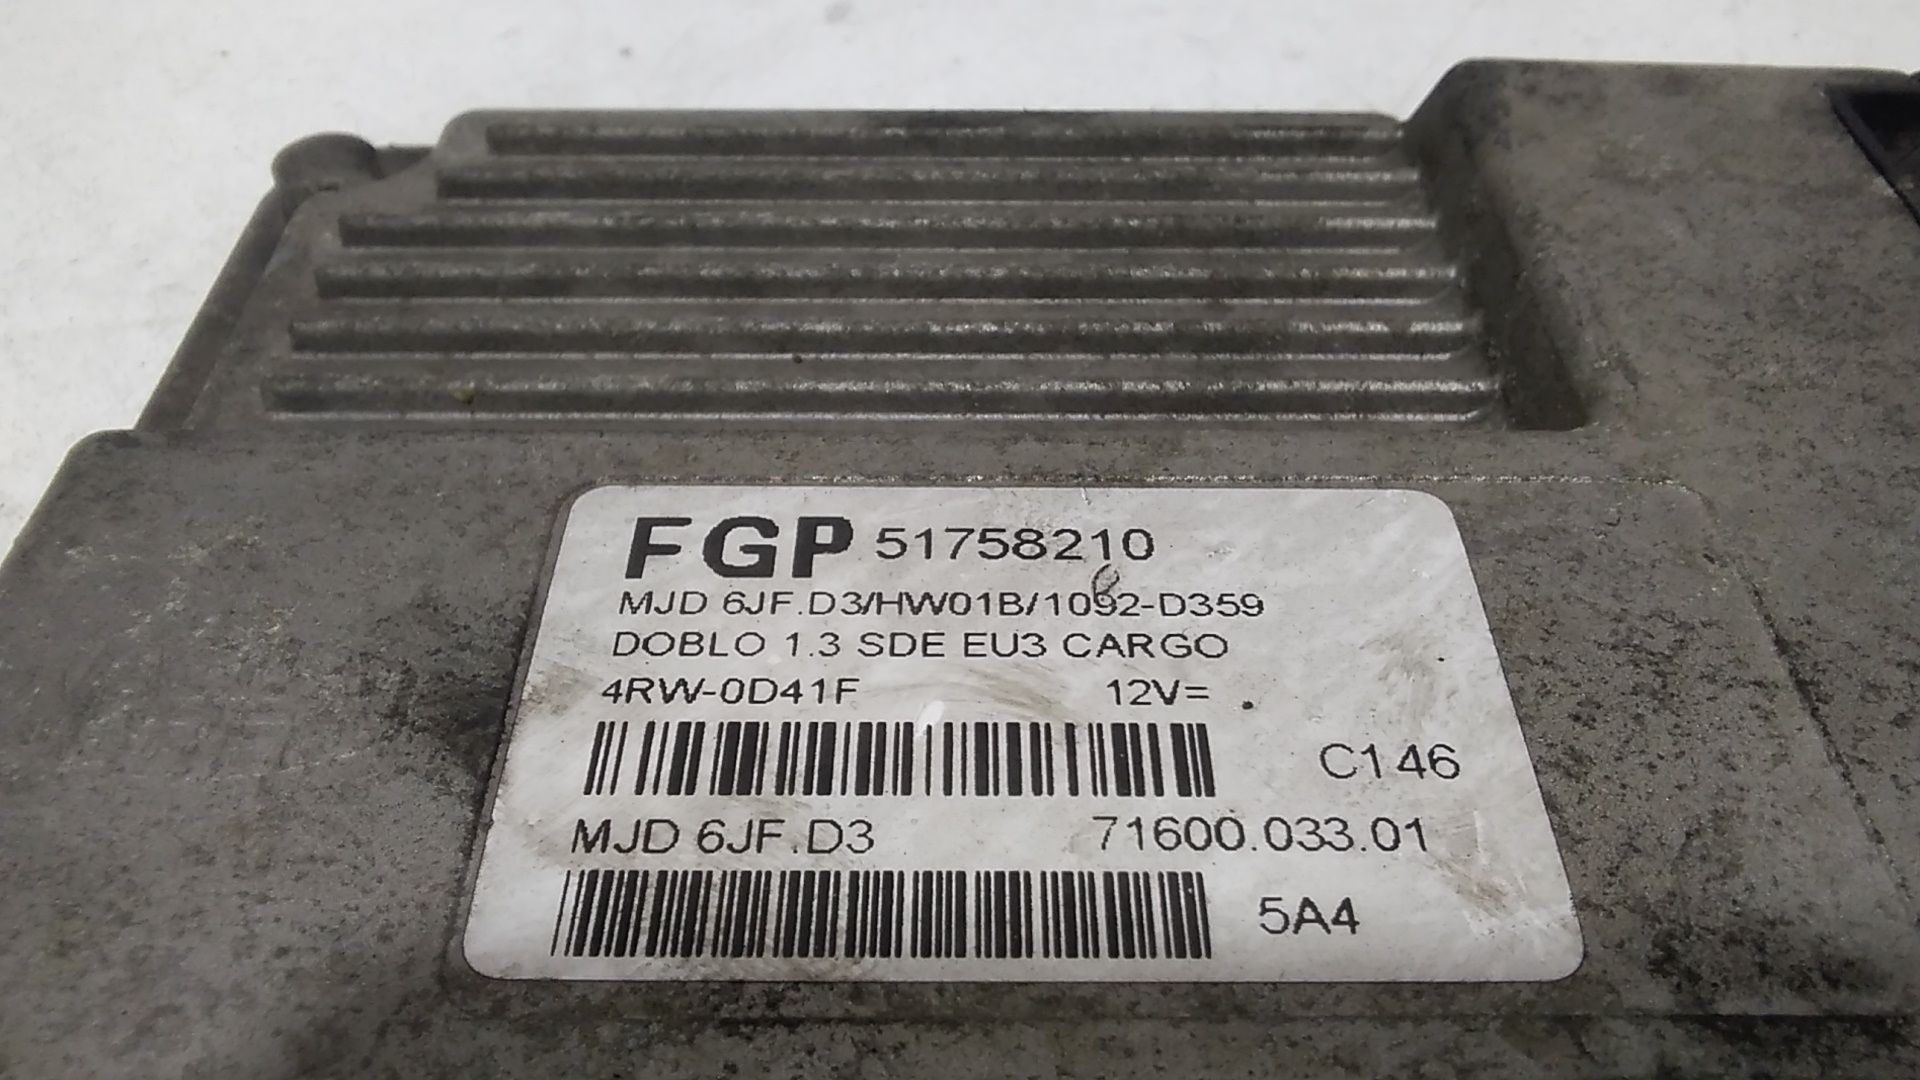 FGP 51758210
MJD 6JF.D3/HW01B/1092-D359
DOBLO 1.3 SDE EU3 CARGO
4RW-0D41F 12V=
C146
MJD 6JF.D3 71600.033.01
5A4